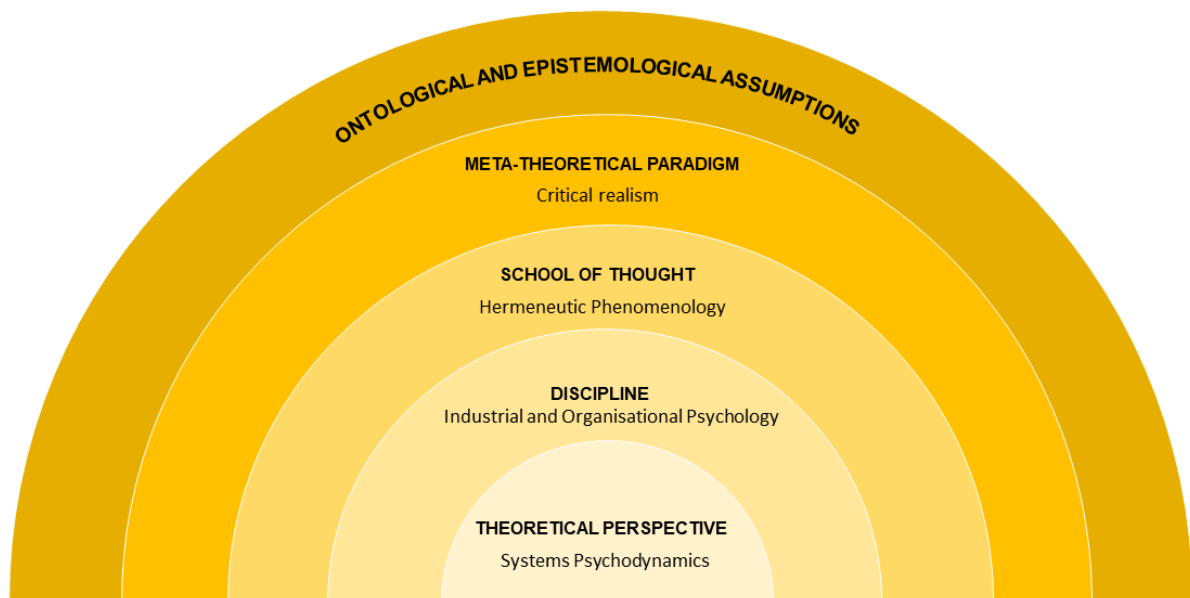 ONTOLOGICAL AND EPISTEMOLOGICAL ASSUMPTIONS
META-THEORETICAL PARADIGM
Critical realism
SCHOOL OF THOUGHT
Hermeneutic Phenomenology
DISCIPLINE
Industrial and Organisational Psychology
THEORETICAL PERSPECTIVE
Systems Psychodynamics